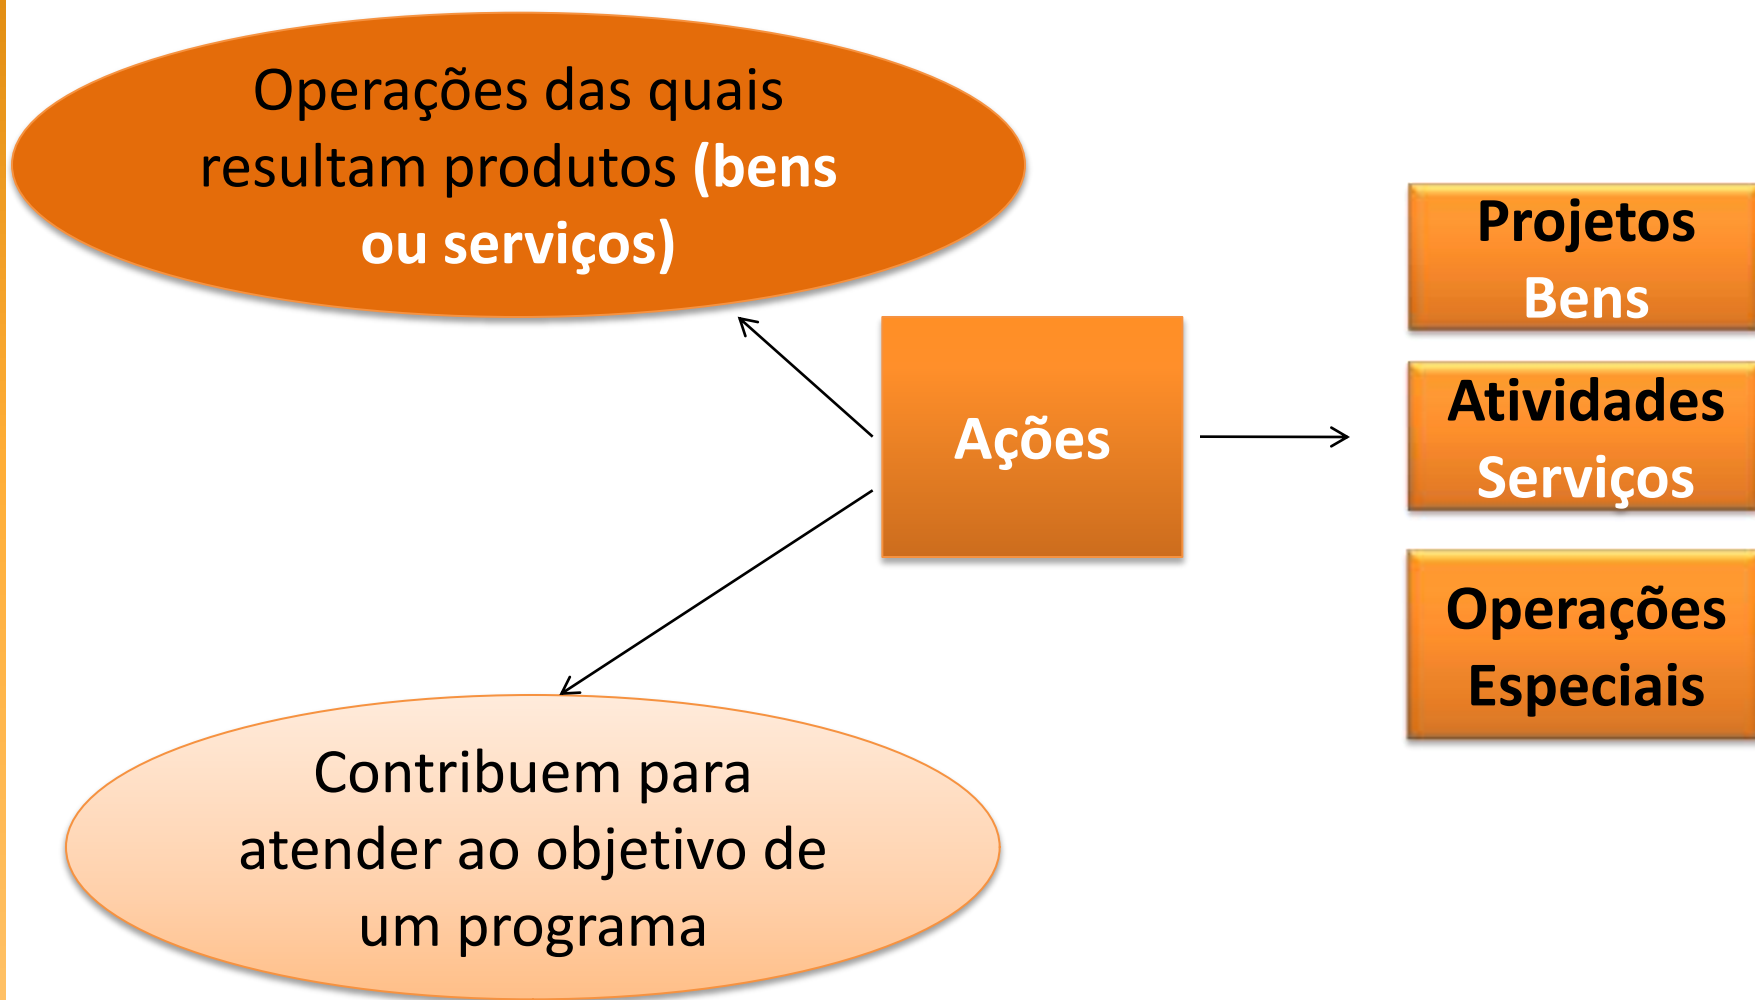 Operações das quais
resultam produtos (bens
ou serviços)
Ações
Projetos
Bens
Atividades
Serviços
Operações
Especiais
Contribuem para
atender ao objetivo de
um programa